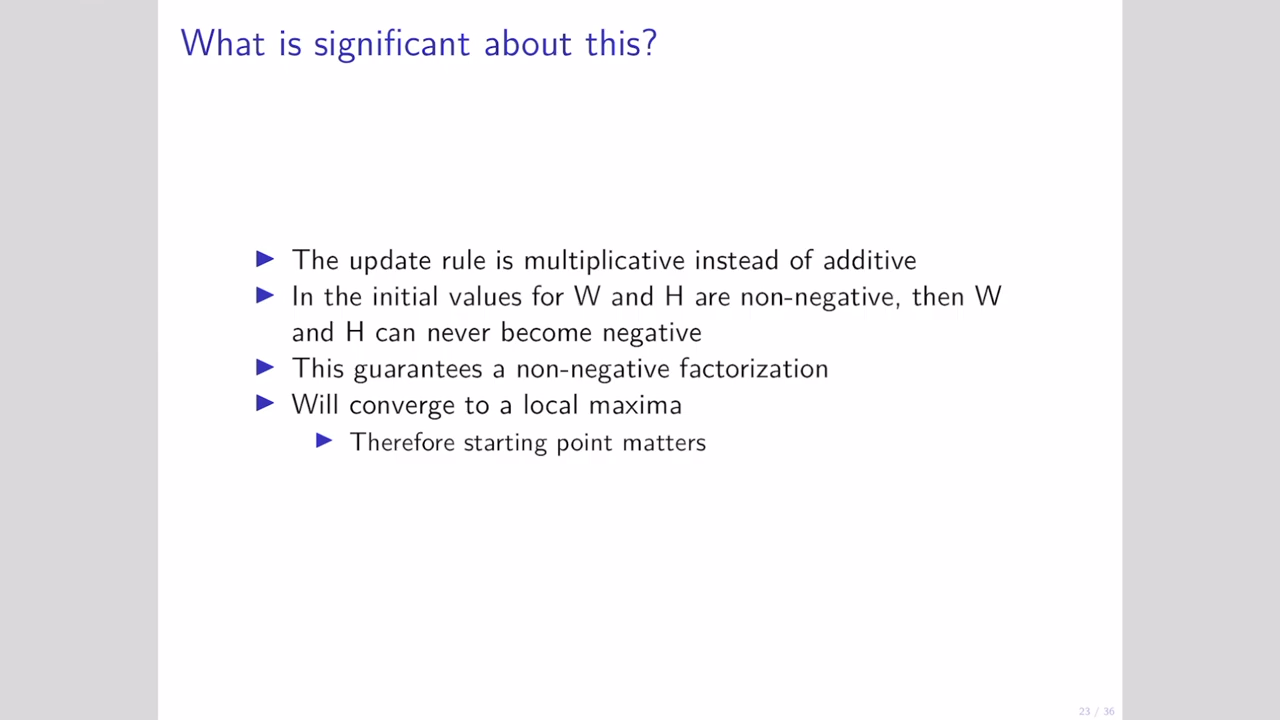 What is significant about this?
▶ The update rule is multiplicative instead of additive
▶ In the initial values for W and H are non-negative, then W
and H can never become negative
▶ This guarantees a non-negative factorization
▶ Will converge to a local maxima
▶ Therefore starting point matters
23 / 36